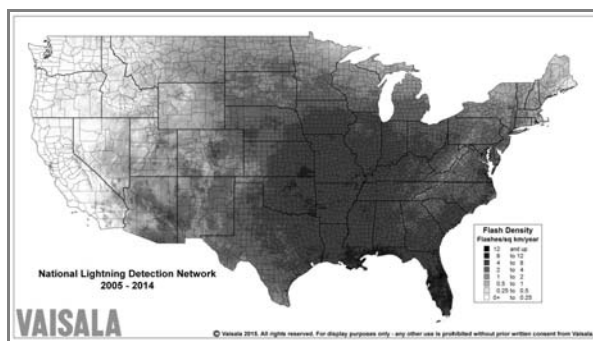 National Lightning Detection Network
2005 - 2014
Flash Density
Flashes/sq km/year
12 and up
8 to 12
4 to 8
2 to 4
1 to 2
0.5 to 1
0.25 to 0.5
0+ to 0.25
VAISALA
© Vaisala 2015. All rights reserved. For display purposes only - any other use is prohibited without prior written consent from Vaisala.